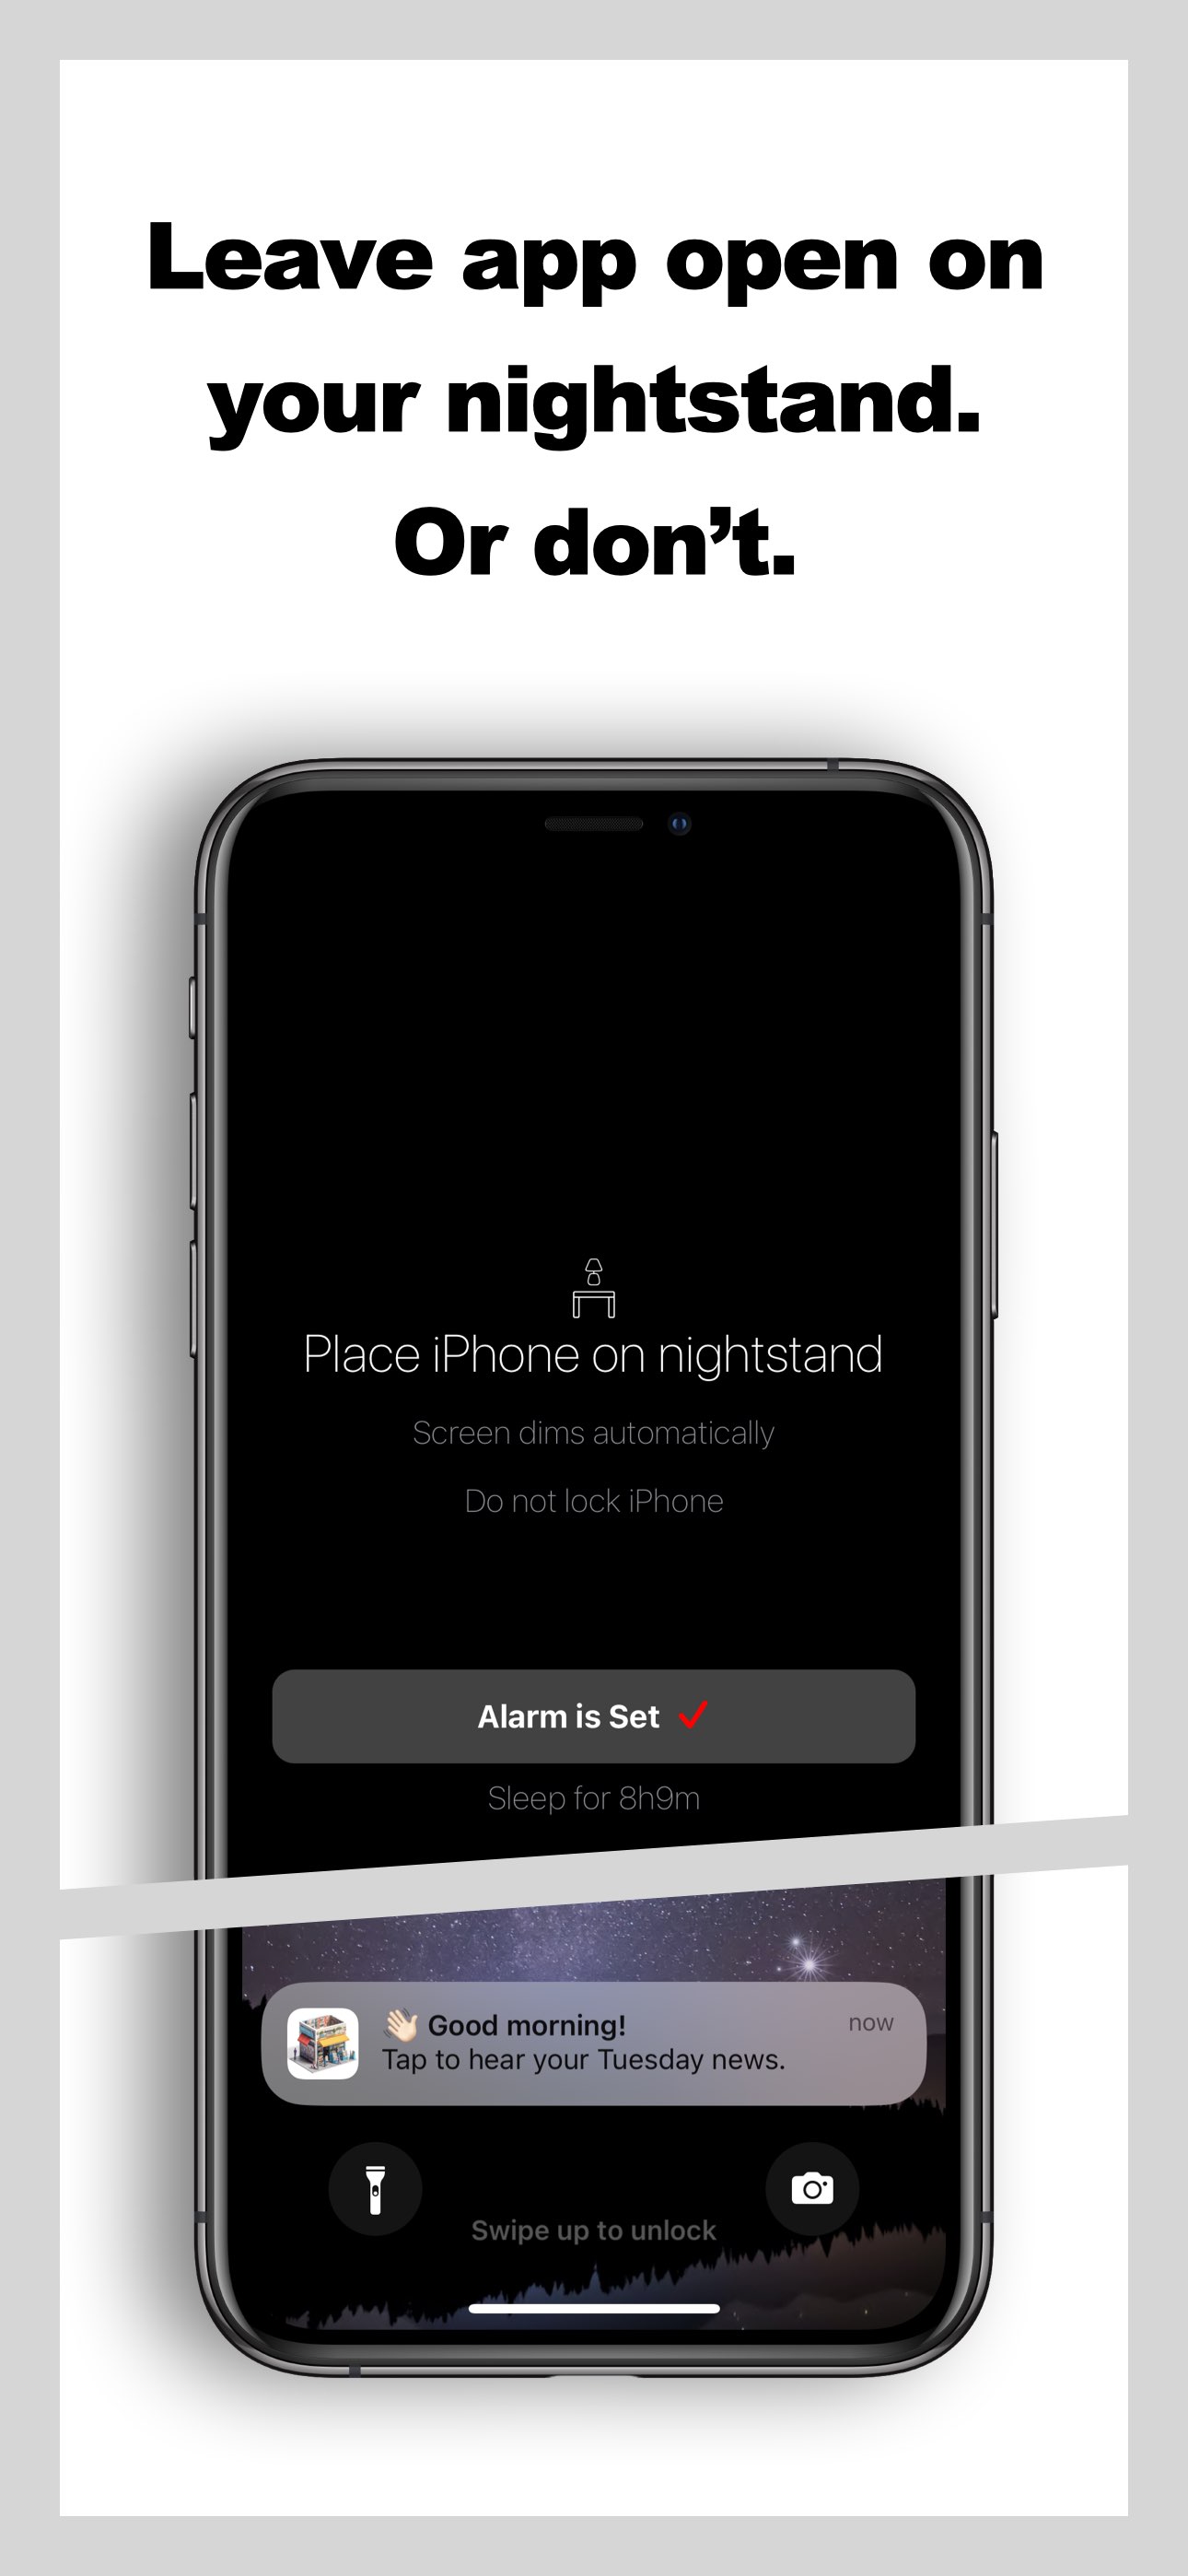 Leave app open on
your nightstand.
Or don’t.
Place iPhone on nightstand
Screen dims automatically
Do not lock iPhone
Alarm is Set
Sleep for 8h9m
👋🏻 Good morning!
now
Tap to hear your Tuesday news.
Swipe up to unlock